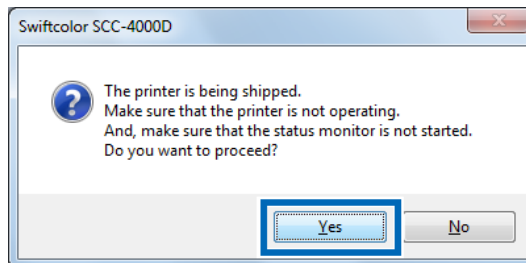 Swiftcolor SCC-4000D
The printer is being shipped.
Make sure that the printer is not operating.
And, make sure that the status monitor is not started.
Do you want to proceed?
Yes
No